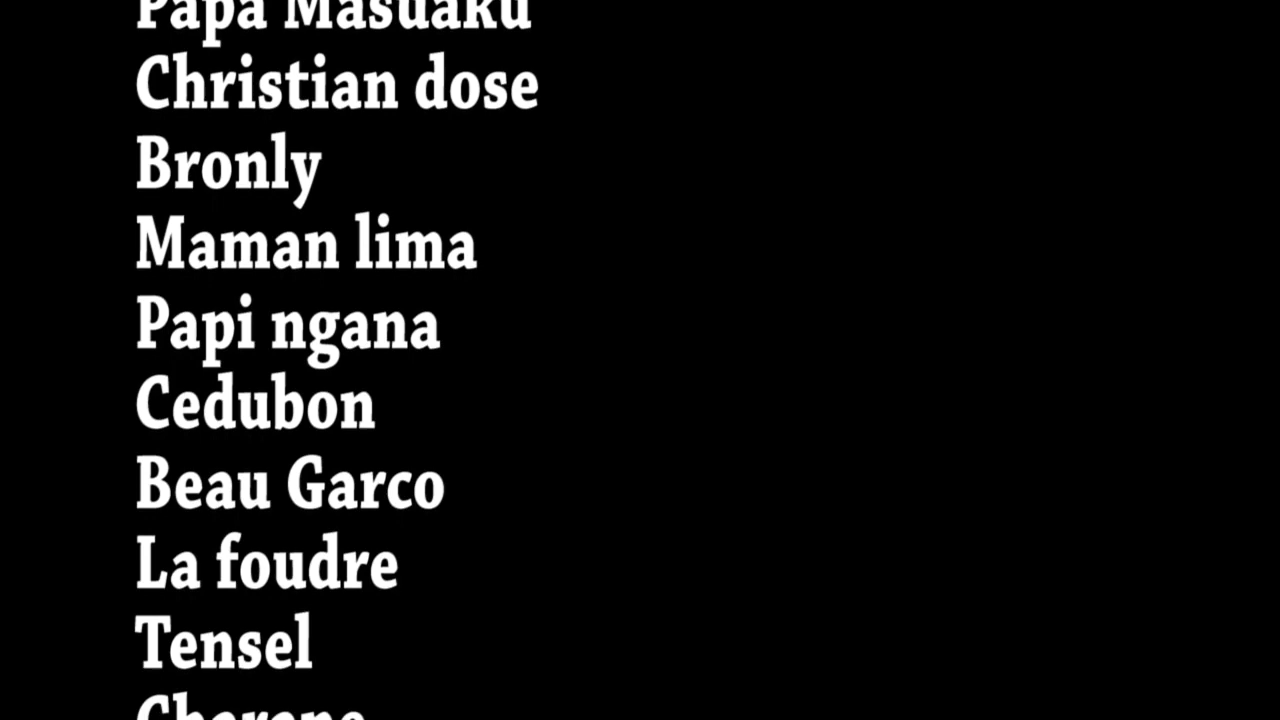 Papa Masuaku
Christian dose
Bronly
Maman lima
Papi ngana
Cedubon
Beau Garco
La foudre
Tensel